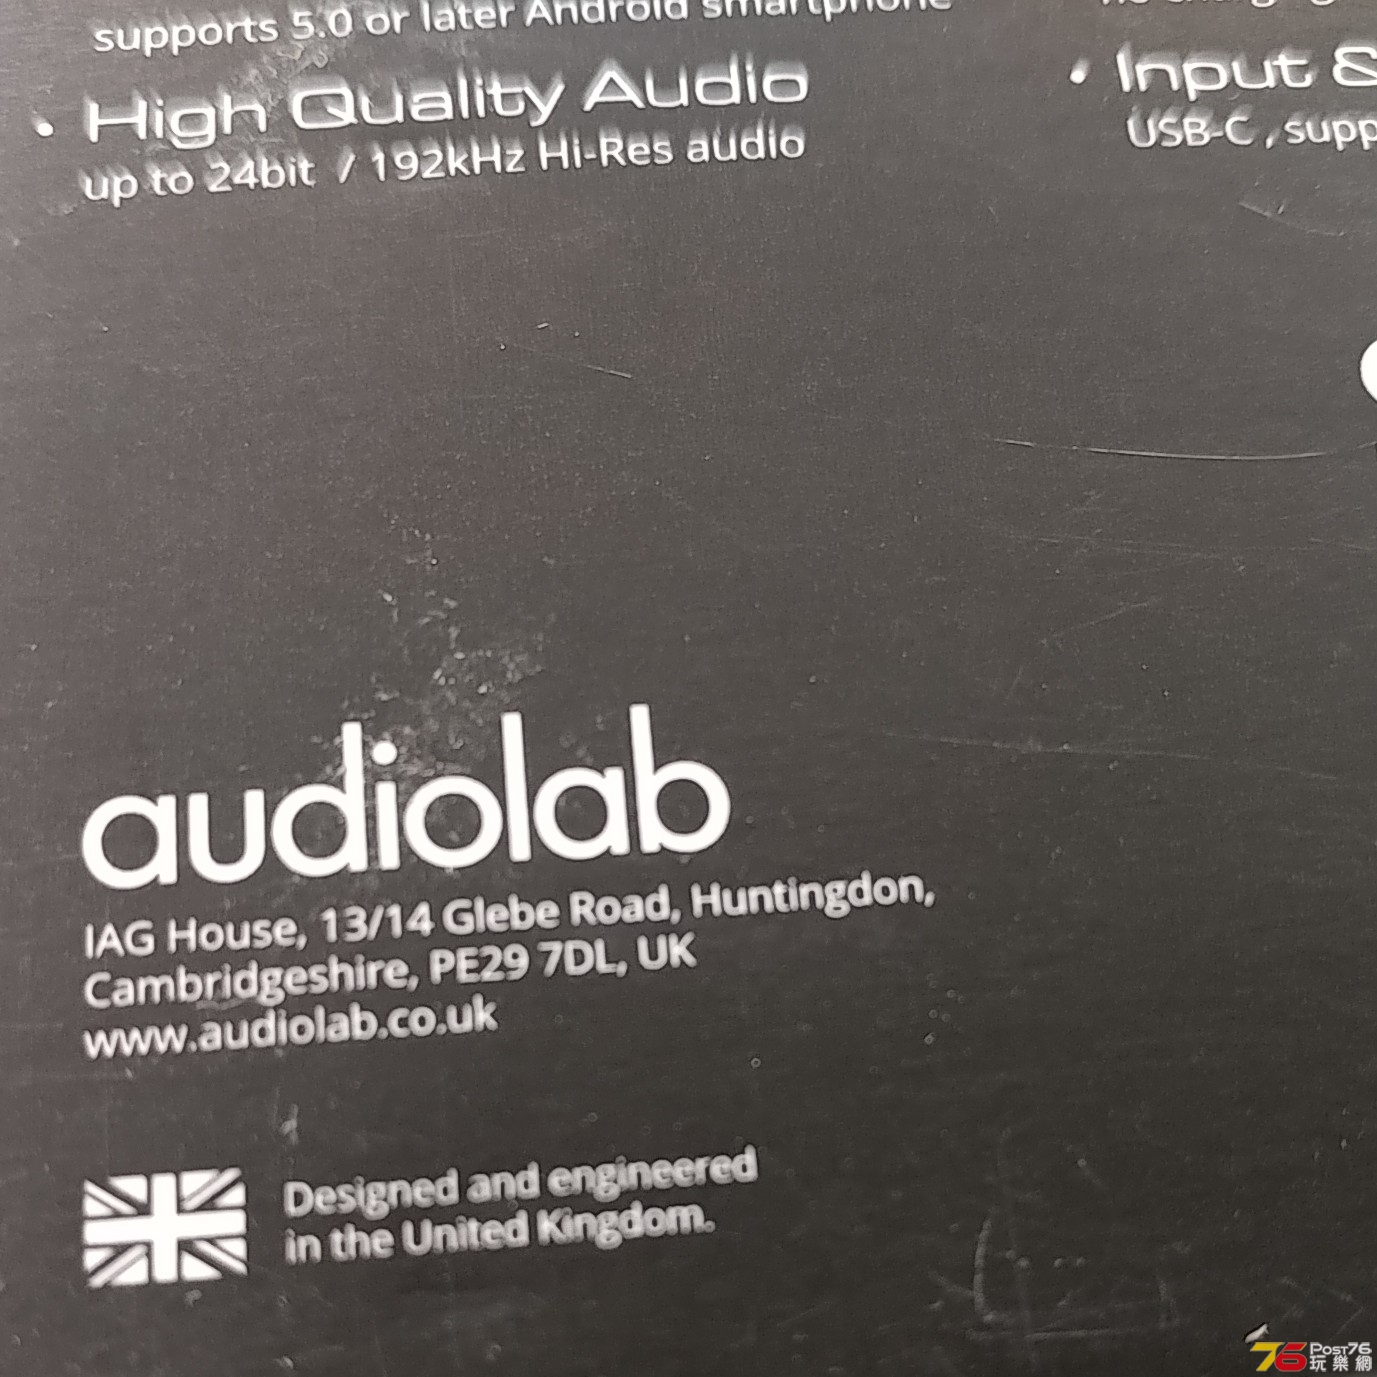 supports 5.0 or later Android smartphone
• High Quality Audio
up to 24bit / 192kHz Hi-Res audio
• Input &
USB-C , supp
audiolab
IAG House, 13/14 Glebe Road, Huntingdon,
Cambridgeshire, PE29 7DL, UK
www.audiolab.co.uk
Designed and engineered
in the United Kingdom.
76 Post76
玩樂網